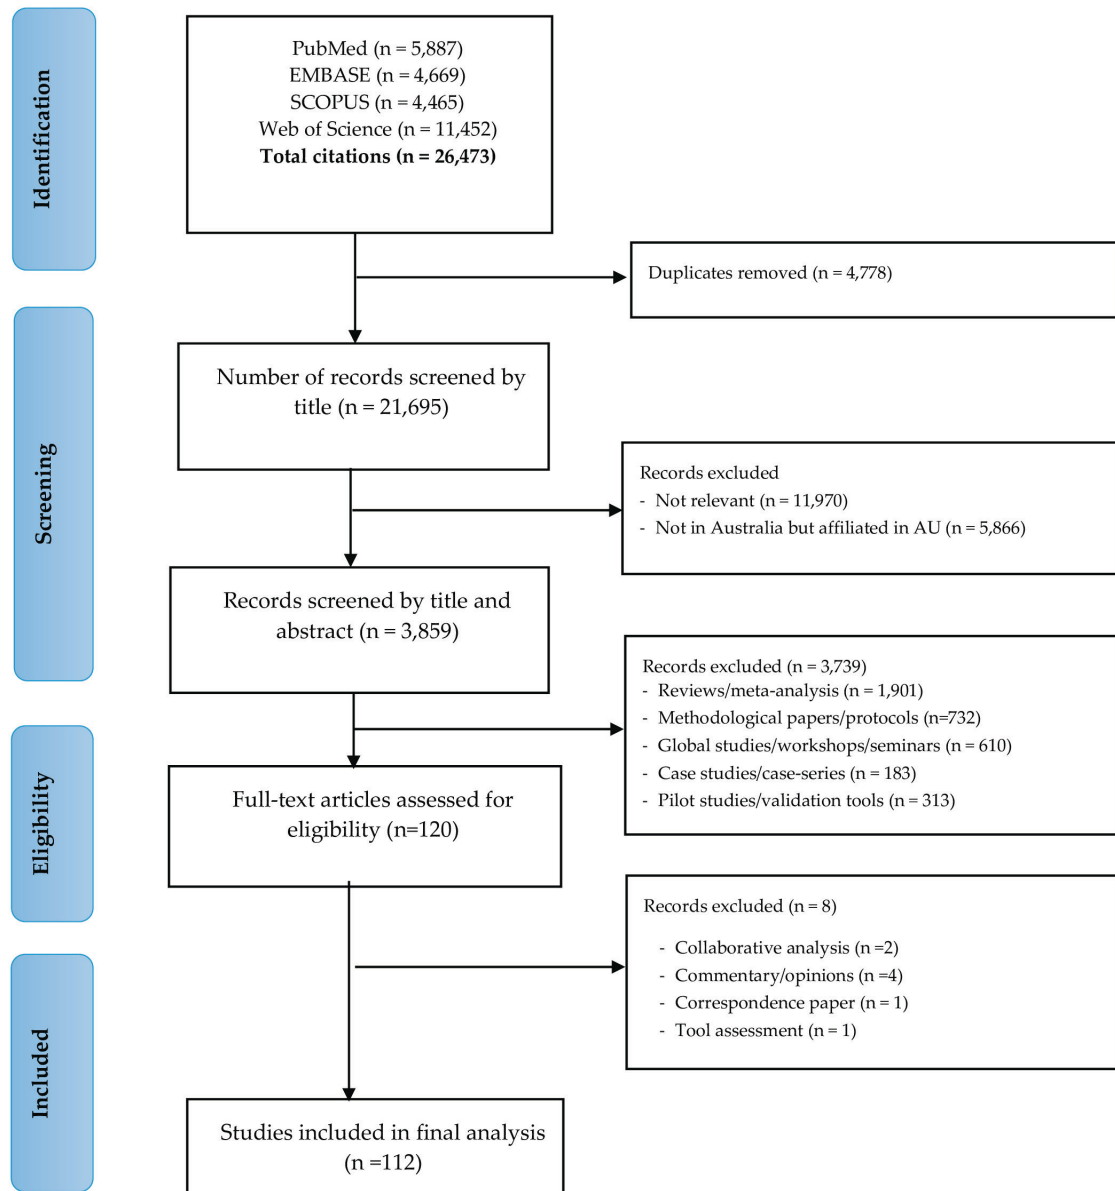 Identification
PubMed (n = 5,887)
EMBASE (n = 4,669)
SCOPUS (n = 4,465)
Web of Science (n = 11,452)
Total citations (n = 26,473)
Duplicates removed (n = 4,778)
Screening
Number of records screened by
title (n = 21,695)
Records excluded
- Not relevant (n = 11,970)
- Not in Australia but affiliated in AU (n = 5,866)
Records screened by title and
abstract (n = 3,859)
Records excluded (n = 3,739)
- Reviews/meta-analysis (n = 1,901)
- Methodological papers/protocols (n=732)
- Global studies/workshops/seminars (n = 610)
- Case studies/case-series (n = 183)
- Pilot studies/validation tools (n = 313)
Eligibility
Full-text articles assessed for
eligibility (n=120)
Records excluded (n = 8)
- Collaborative analysis (n =2)
- Commentary/opinions (n =4)
- Correspondence paper (n = 1)
- Tool assessment (n = 1)
Included
Studies included in final analysis
(n =112)